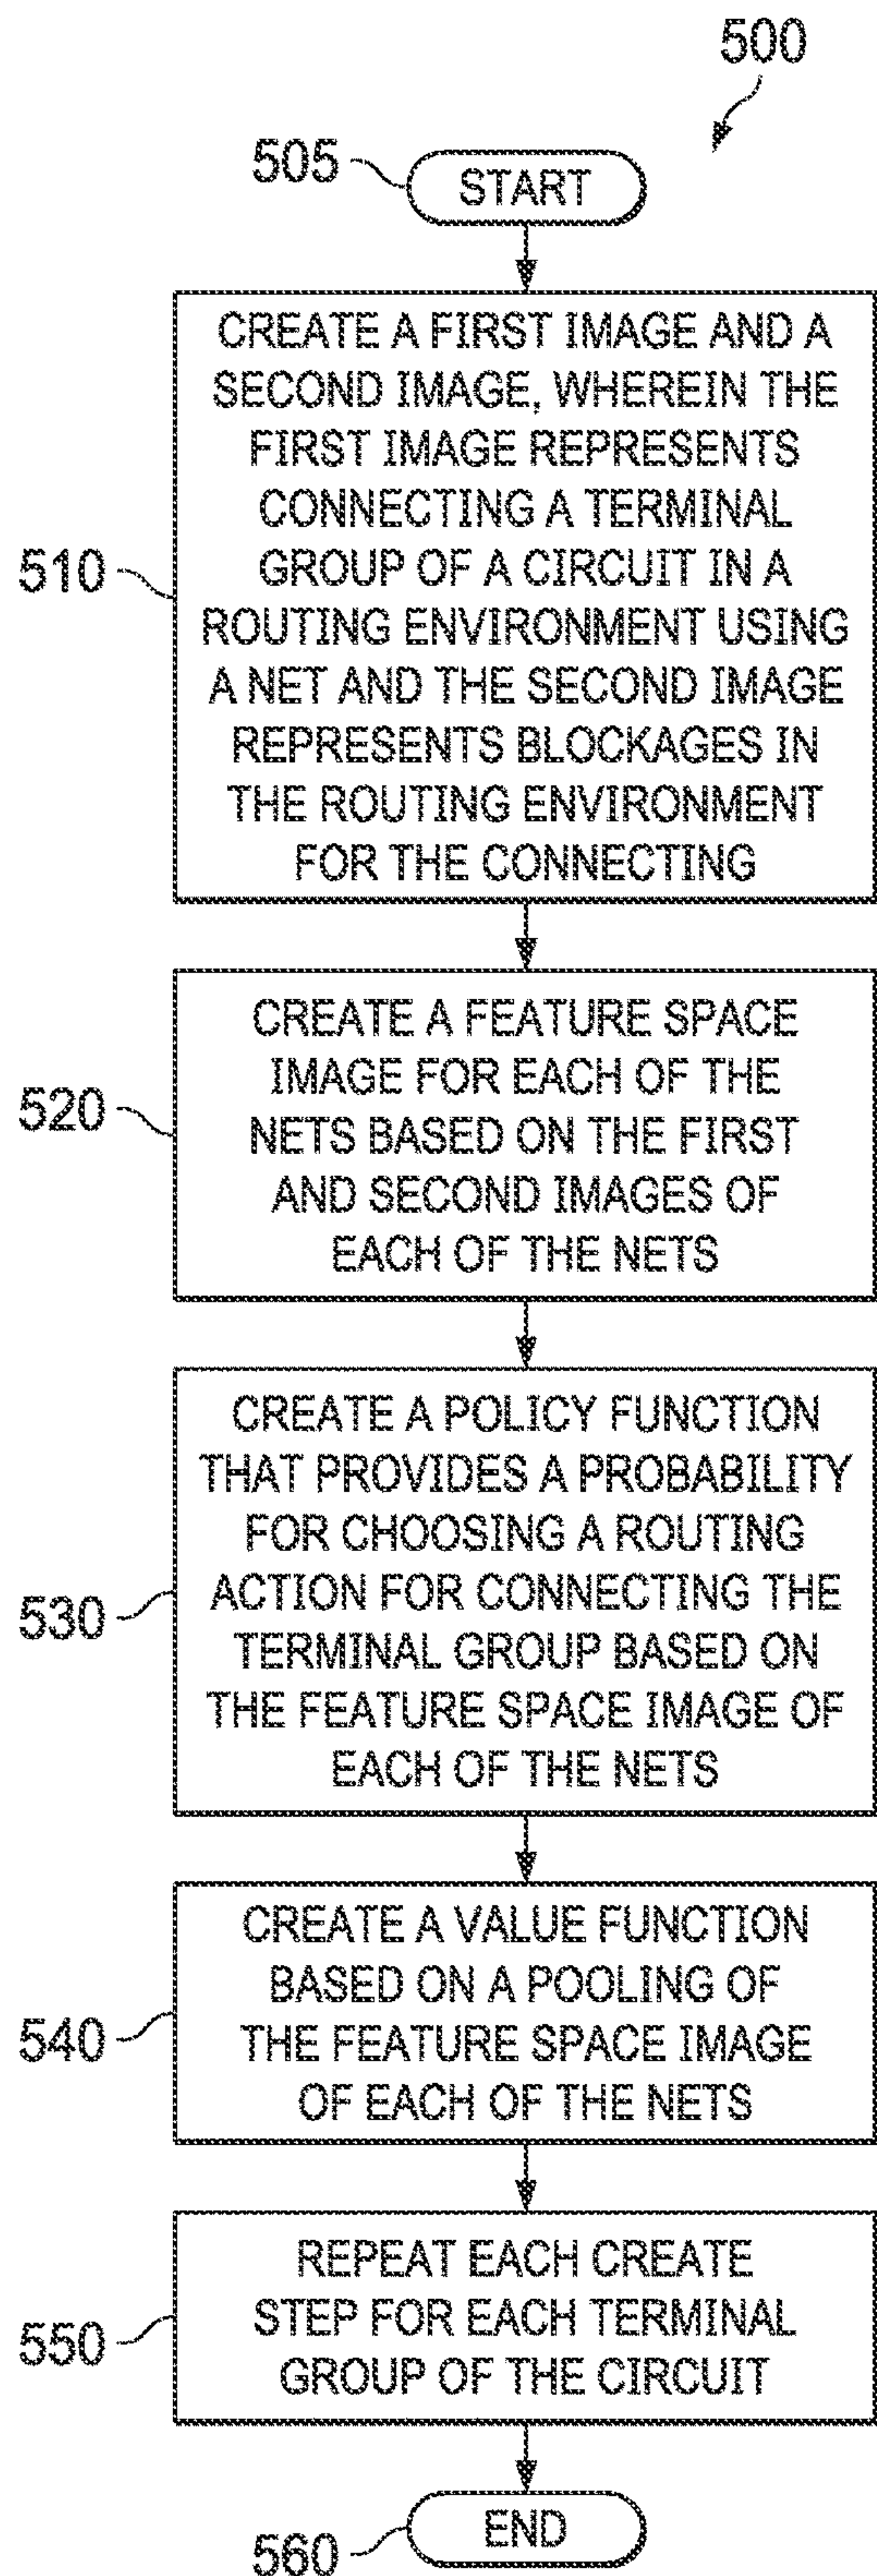 500
505
START
CREATE A FIRST IMAGE AND A
SECOND IMAGE, WHEREIN THE
FIRST IMAGE REPRESENTS
CONNECTING A TERMINAL
GROUP OF A CIRCUIT IN A
ROUTING ENVIRONMENT USING
A NET AND THE SECOND IMAGE
REPRESENTS BLOCKAGES IN
THE ROUTING ENVIRONMENT
FOR THE CONNECTING
510
CREATE A FEATURE SPACE
IMAGE FOR EACH OF THE
NETS BASED ON THE FIRST
AND SECOND IMAGES OF
EACH OF THE NETS
520
CREATE A POLICY FUNCTION
THAT PROVIDES A PROBABILITY
FOR CHOOSING A ROUTING
ACTION FOR CONNECTING THE
TERMINAL GROUP BASED ON
THE FEATURE SPACE IMAGE OF
EACH OF THE NETS
530
CREATE A VALUE FUNCTION
BASED ON A POOLING OF
THE FEATURE SPACE IMAGE
OF EACH OF THE NETS
540
REPEAT EACH CREATE
STEP FOR EACH TERMINAL
GROUP OF THE CIRCUIT
550
END
560